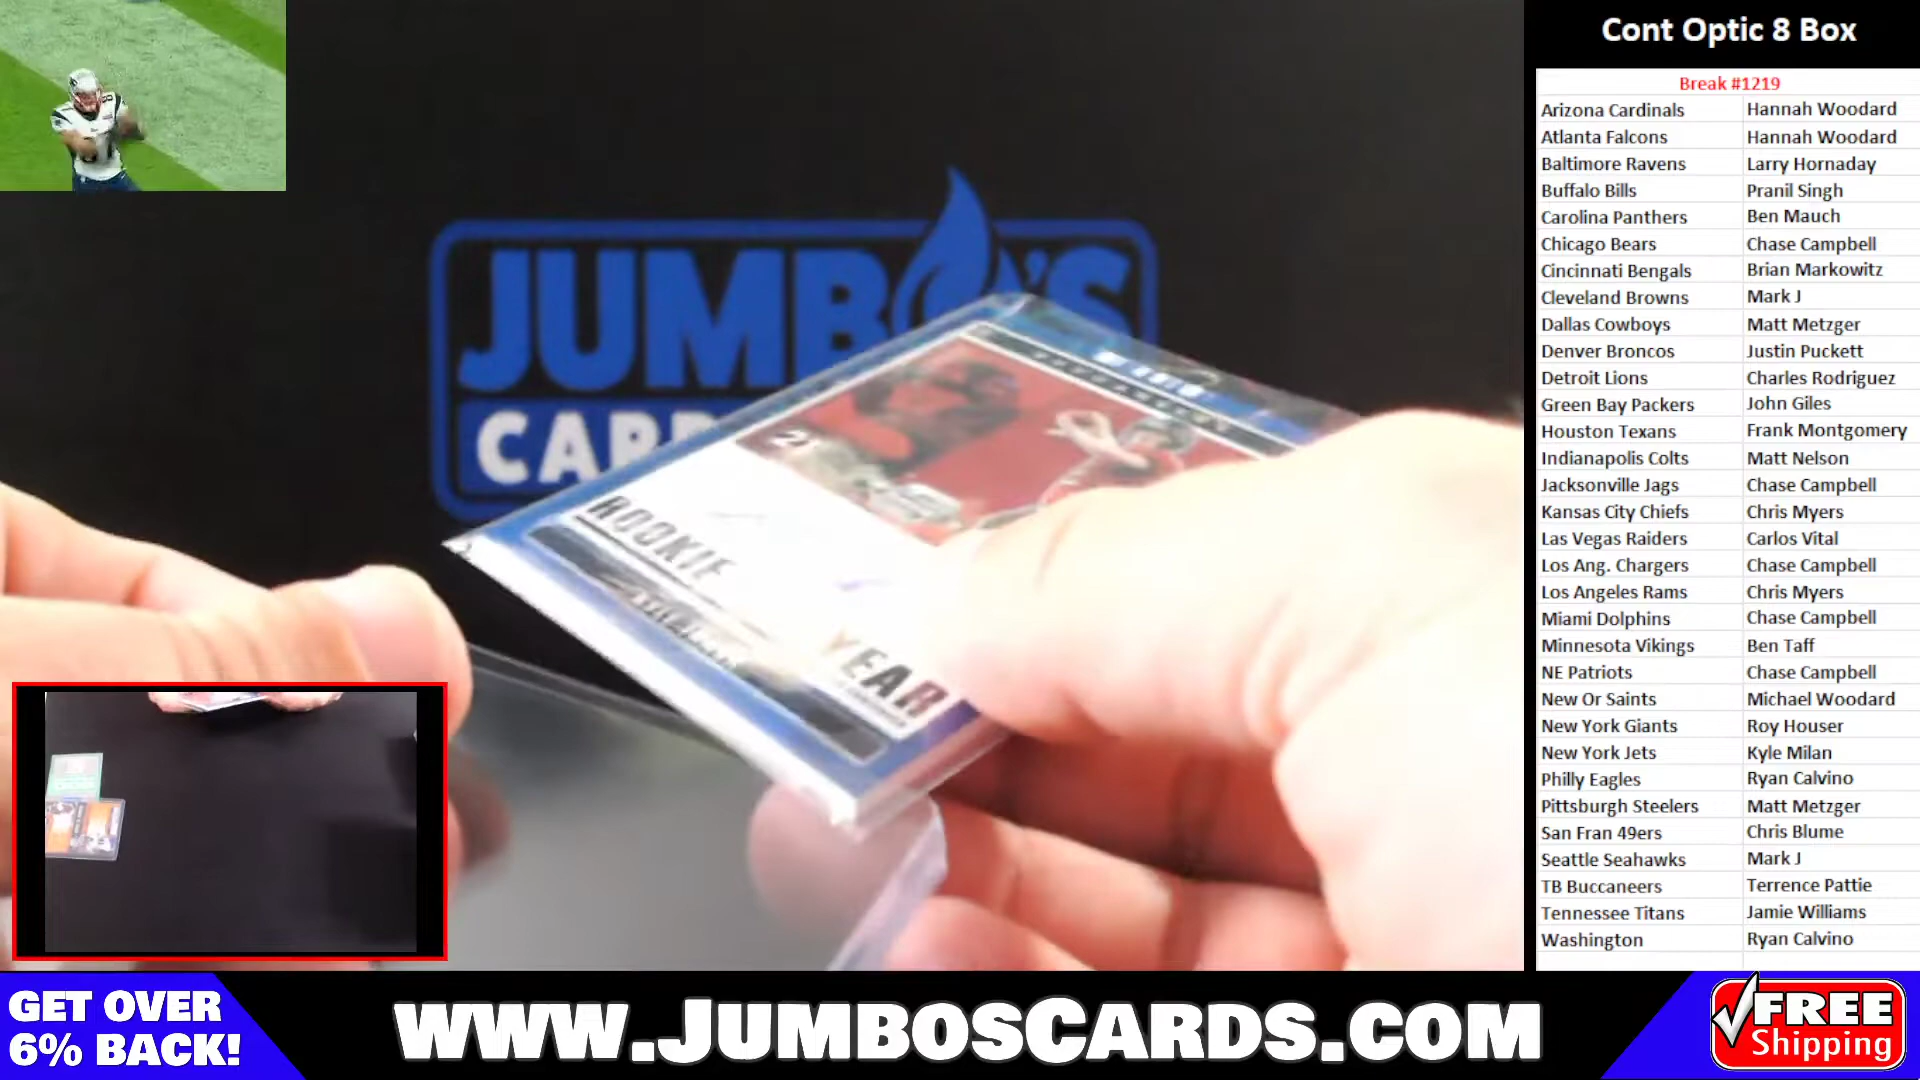 Cont Optic 8 Box
Break #1219
Arizona Cardinals Hannah Woodard
Atlanta Falcons Hannah Woodard
Baltimore Ravens Larry Hornaday
Buffalo Bills Pranil Singh
Carolina Panthers Ben Mauch
Chicago Bears Chase Campbell
Cincinnati Bengals Brian Markowitz
Cleveland Browns Mark J
Dallas Cowboys Matt Metzger
Denver Broncos Justin Puckett
Detroit Lions Charles Rodriguez
Green Bay Packers John Giles
Houston Texans Frank Montgomery
Indianapolis Colts Matt Nelson
Jacksonville Jags Chase Campbell
Kansas City Chiefs Chris Myers
Las Vegas Raiders Carlos Vital
Los Ang. Chargers Chase Campbell
Los Angeles Rams Chris Myers
Miami Dolphins Chase Campbell
Minnesota Vikings Ben Taff
NE Patriots Chase Campbell
New Or Saints Michael Woodard
New York Giants Roy Houser
New York Jets Kyle Milan
Philly Eagles Ryan Calvino
Pittsburgh Steelers Matt Metzger
San Fran 49ers Chris Blume
Seattle Seahawks Mark J
TB Buccaneers Terrence Pattie
Tennessee Titans Jamie Williams
Washington Ryan Calvino
JUMBO'S
ROOKIE
YEAR
GET OVER
6% BACK!
WWW.JUMBOSCARDS.COM
FREE
Shipping